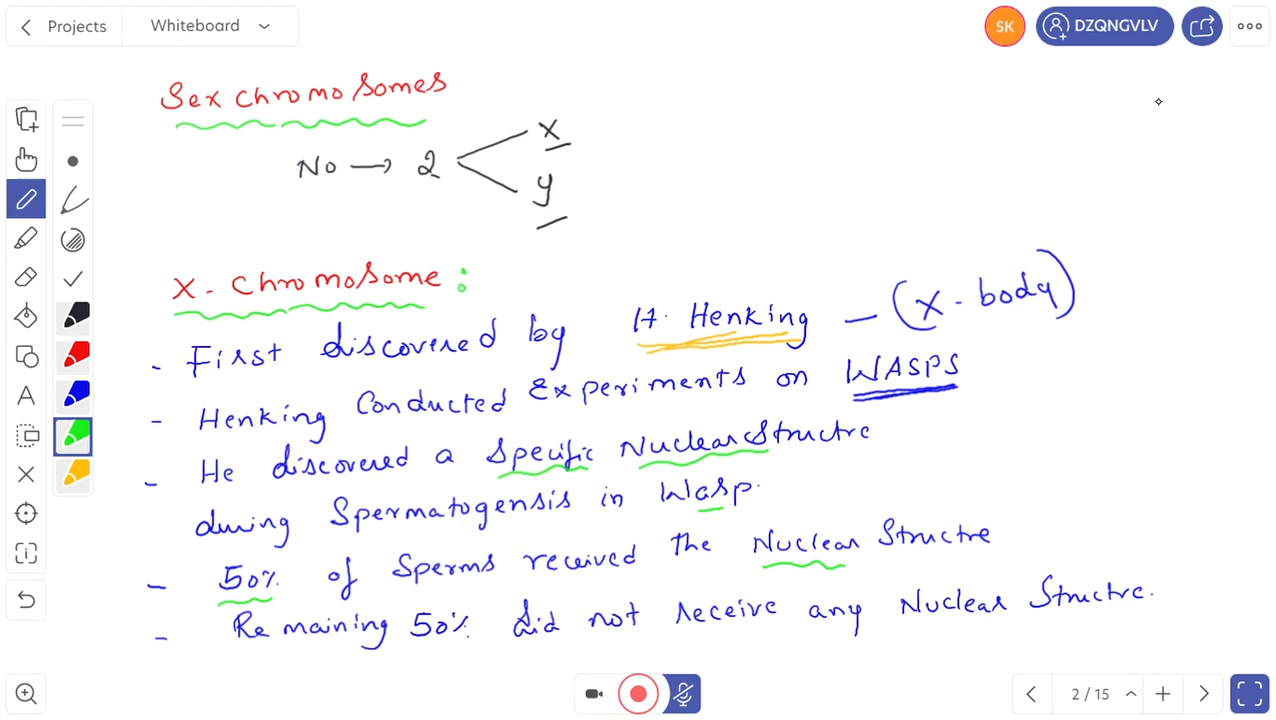 Projects
Whiteboard
SK
DZQNGVLV
Sex chromosomes
No → 2
X
y
X - Chromosome :
- First discovered by H. Henking - (X - body)
- Henking Conducted Experiments on WASPS
- He discovered a Specific Nuclear Structre
during Spermatogensis in Wasp.
- 50% of Sperms received the Nuclear Structre
- Remaining 50% did not receive any Nuclear Structre.
A
2 / 15